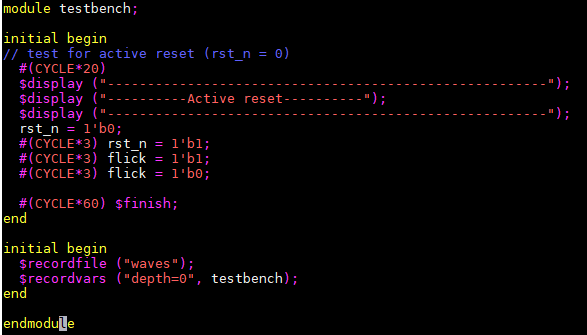 module testbench;
initial begin
// test for active reset (rst_n = 0)
#(CYCLE*20)
$display ("-------------------------------------------------------");
$display ("----------Active reset----------");
$display ("-------------------------------------------------------");
rst_n = 1'b0;
#(CYCLE*3) rst_n = 1'b1;
#(CYCLE*3) flick = 1'b1;
#(CYCLE*3) flick = 1'b0;
#(CYCLE*60) $finish;
end
initial begin
$recordfile ("waves");
$recordvars ("depth=0", testbench);
end
endmodule